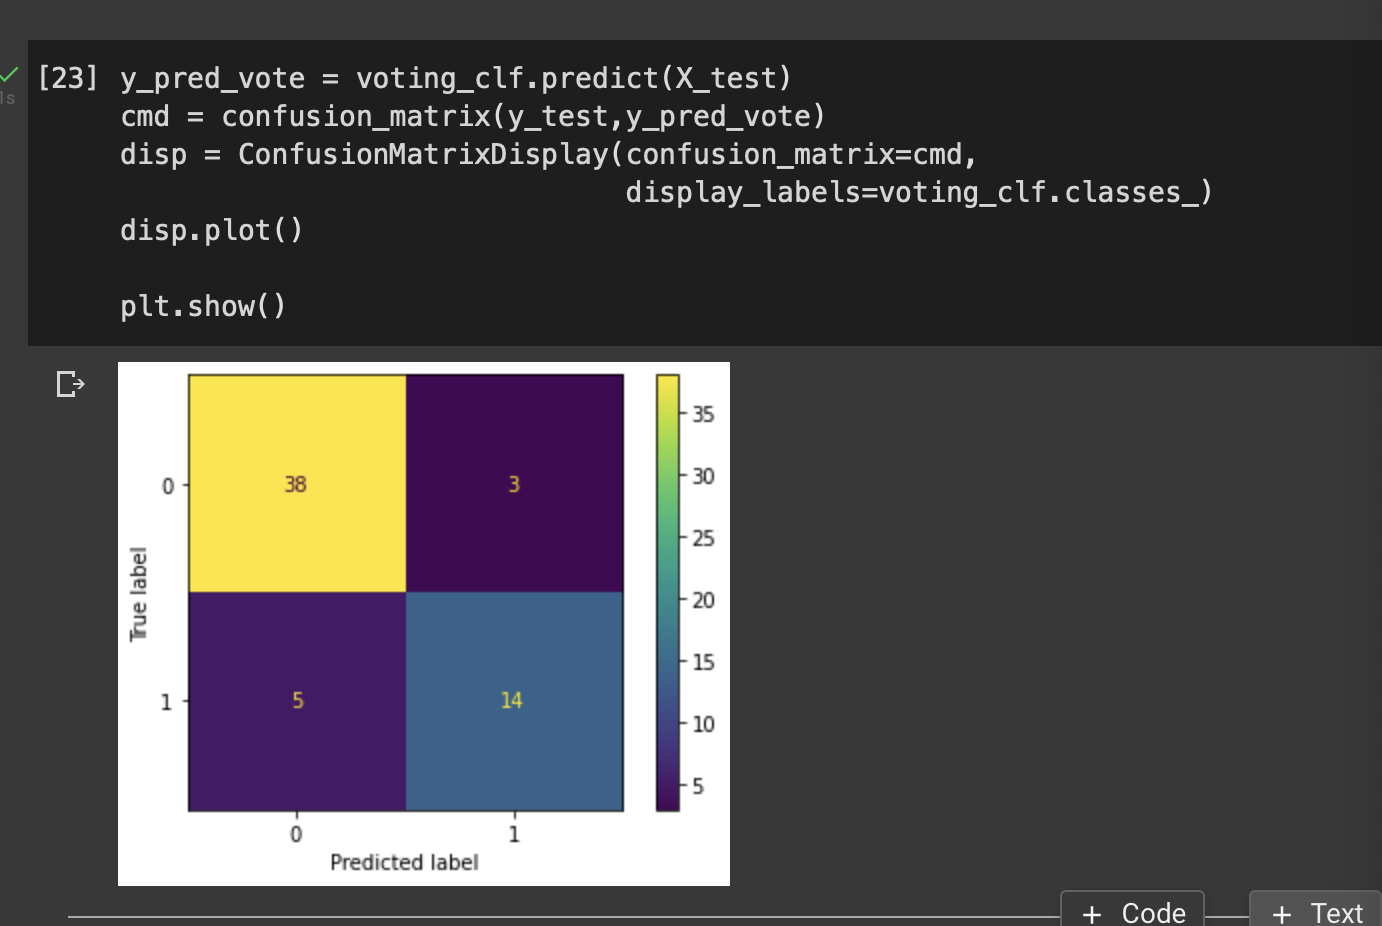 [23] y_pred_vote = voting_clf.predict(X_test)
cmd = confusion_matrix(y_test,y_pred_vote)
disp = ConfusionMatrixDisplay(confusion_matrix=cmd,
display_labels=voting_clf.classes_)
disp.plot()
plt.show()
1s
True label
0
1
38
3
5
14
0
1
Predicted label
35
30
25
20
15
10
5
+ Code
+ Text